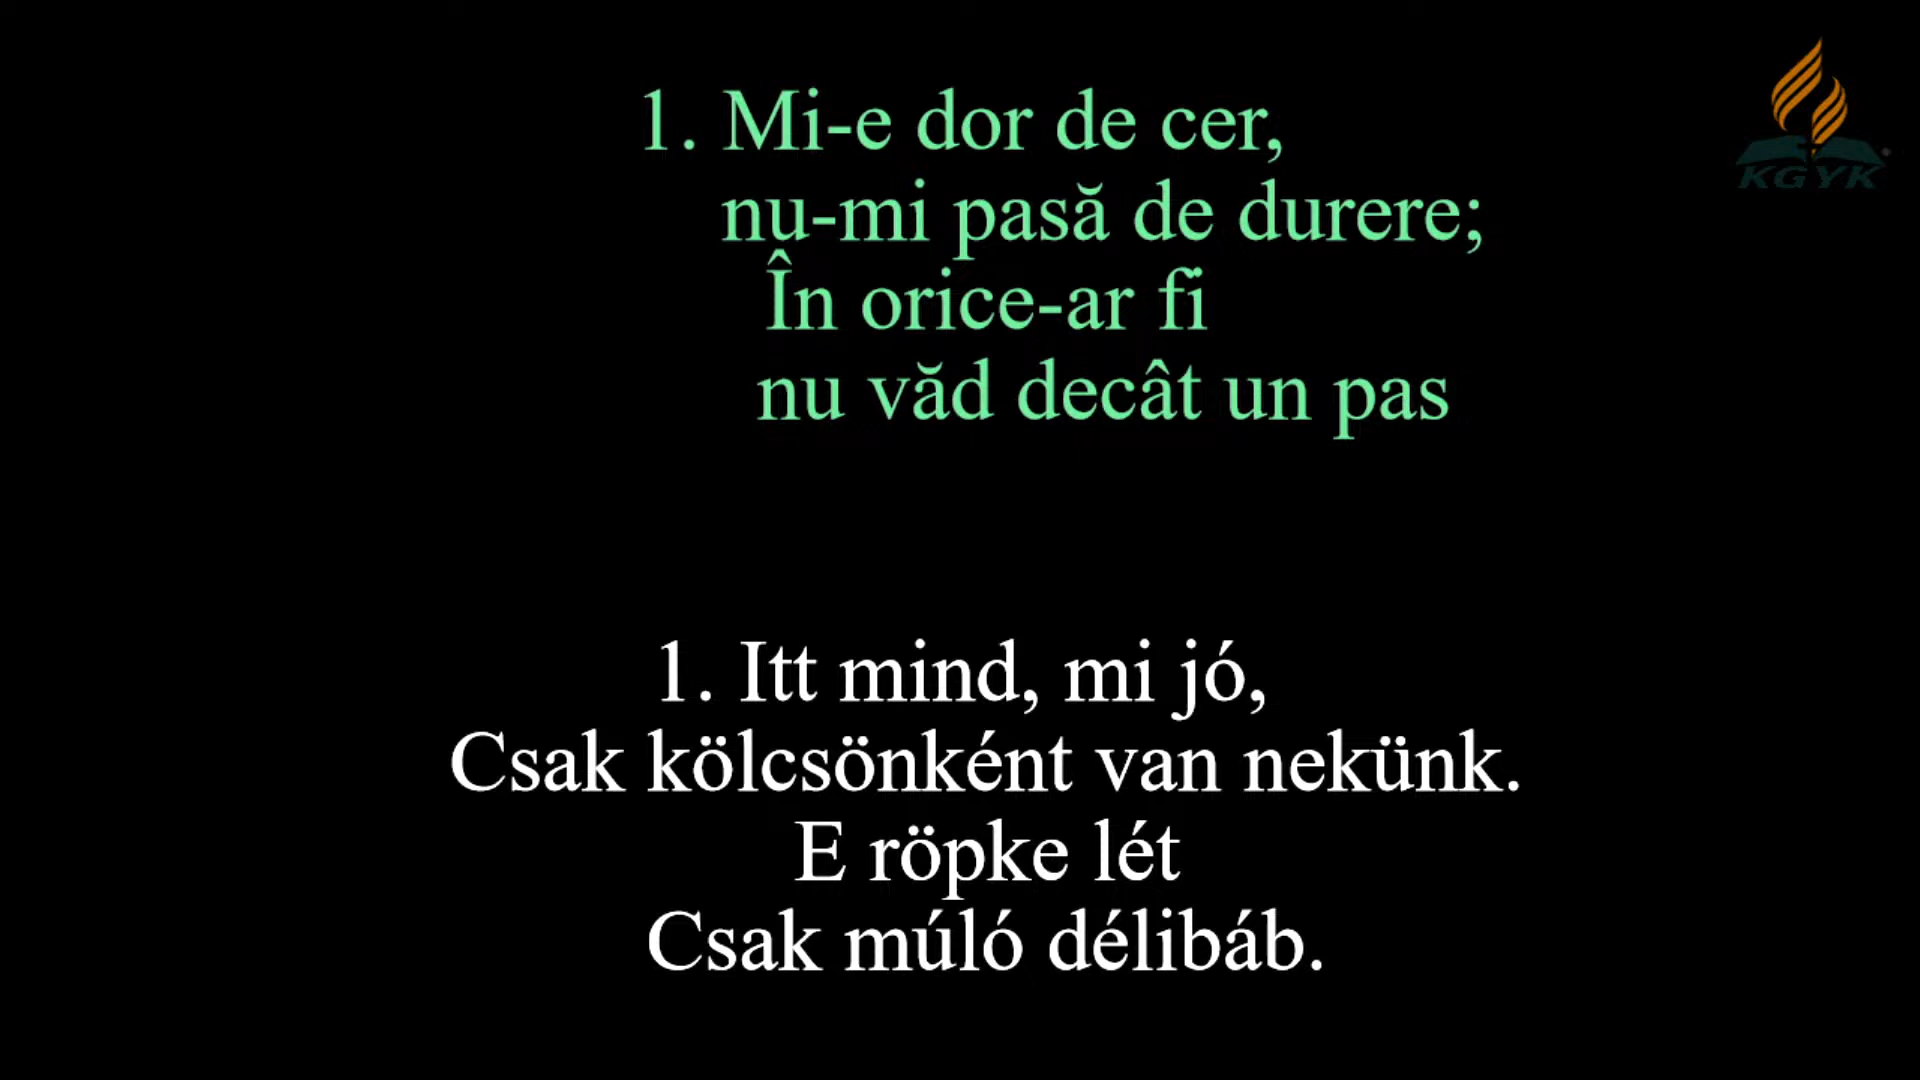 1. Mi-e dor de cer,
nu-mi pasă de durere;
În orice-ar fi
nu văd decât un pas
1. Itt mind, mi jó,
Csak kölcsönként van nekünk.
E röpke lét
Csak múló délibáb.
KGYK